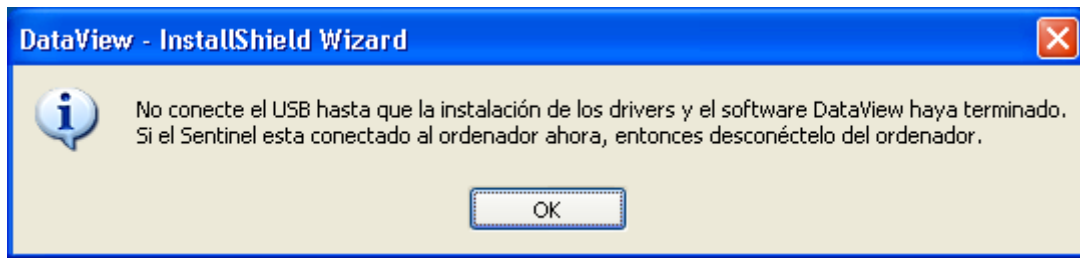 DataView - InstallShield Wizard
No conecte el USB hasta que la instalación de los drivers y el software DataView haya terminado.
Si el Sentinel esta conectado al ordenador ahora, entonces desconéctelo del ordenador.
OK